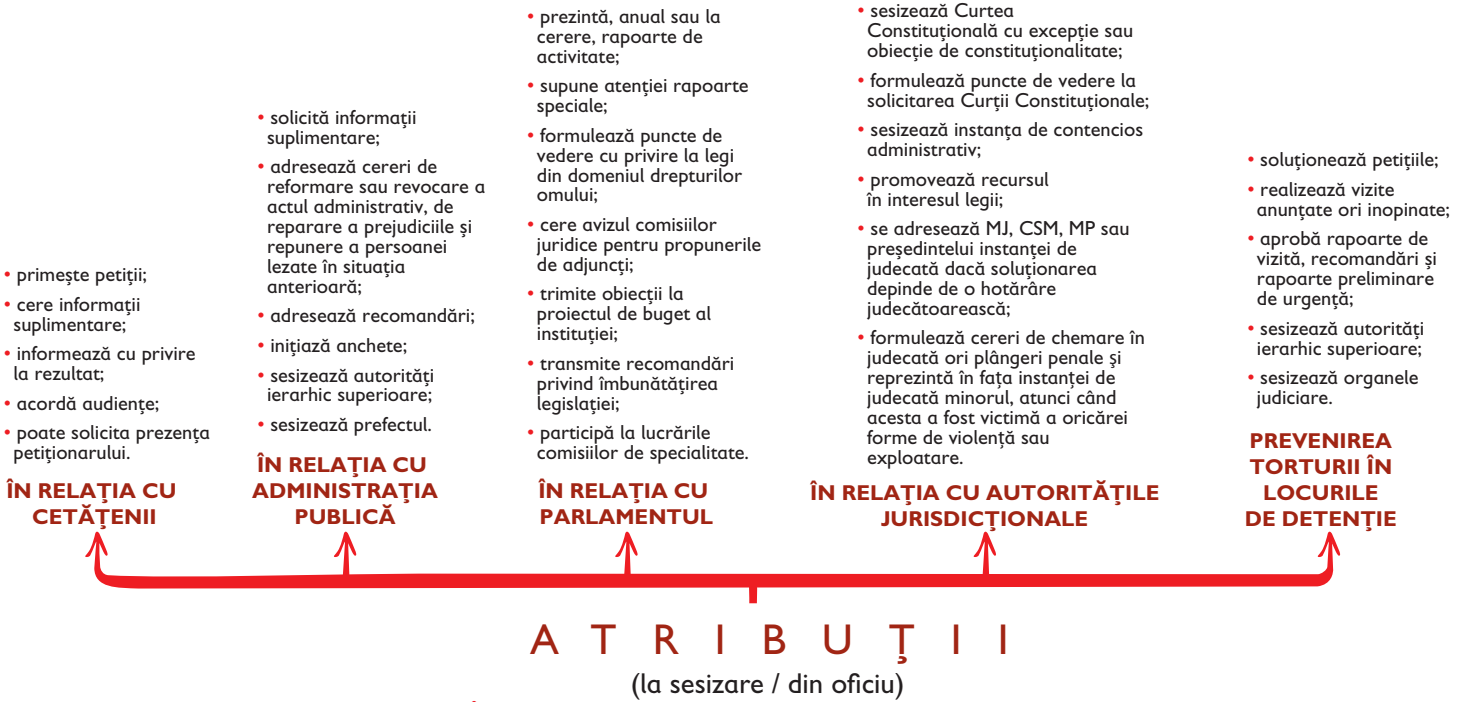 • primește petiții;
• cere informații
suplimentare;
• informează cu privire
la rezultat;
• acordă audiențe;
• poate solicita prezența
petiționarului.
ÎN RELAȚIA CU
CETĂȚENII
• solicită informații
suplimentare;
• adresează cereri de
reformare sau revocare a
actul administrativ, de
reparare a prejudiciile și
repunere a persoanei
lezate în situația
anterioară;
• adresează recomandări;
• inițiază anchete;
• sesizează autorități
ierarhic superioare;
• sesizează prefectul.
ÎN RELAȚIA CU
ADMINISTRAȚIA
PUBLICĂ
• prezintă, anual sau la
cerere, rapoarte de
activitate;
• supune atenției rapoarte
speciale;
• formulează puncte de
vedere cu privire la legi
din domeniul drepturilor
omului;
• cere avizul comisiilor
juridice pentru propunerile
de adjuncți;
• trimite obiecții la
proiectul de buget al
instituției;
• transmite recomandări
privind îmbunătățirea
legislației;
• participă la lucrările
comisiilor de specialitate.
ÎN RELAȚIA CU
PARLAMENTUL
• sesizează Curtea
Constituțională cu excepție sau
obiecție de constituționalitate;
• formulează puncte de vedere la
solicitarea Curții Constituționale;
• sesizează instanța de contencios
administrativ;
• promovează recursul
în interesul legii;
• se adresează MJ, CSM, MP sau
președintelui instanței de
judecată dacă soluționarea
depinde de o hotărâre
judecătoarească;
• formulează cereri de chemare în
judecată ori plângeri penale și
reprezintă în fața instanței de
judecată minorul, atunci când
acesta a fost victimă a oricărei
forme de violență sau
exploatare.
ÎN RELAȚIA CU AUTORITĂȚILE
JURISDICȚIONALE
• soluționează petițiile;
• realizează vizite
anunțate ori inopinate;
• aprobă rapoarte de
vizită, recomandări și
rapoarte preliminare
de urgență;
• sesizează autorități
ierarhic superioare;
• sesizează organele
judiciare.
PREVENIREA
TORTURII ÎN
LOCURILE
DE DETENȚIE
A T R I B U Ț I I
(la sesizare / din oficiu)